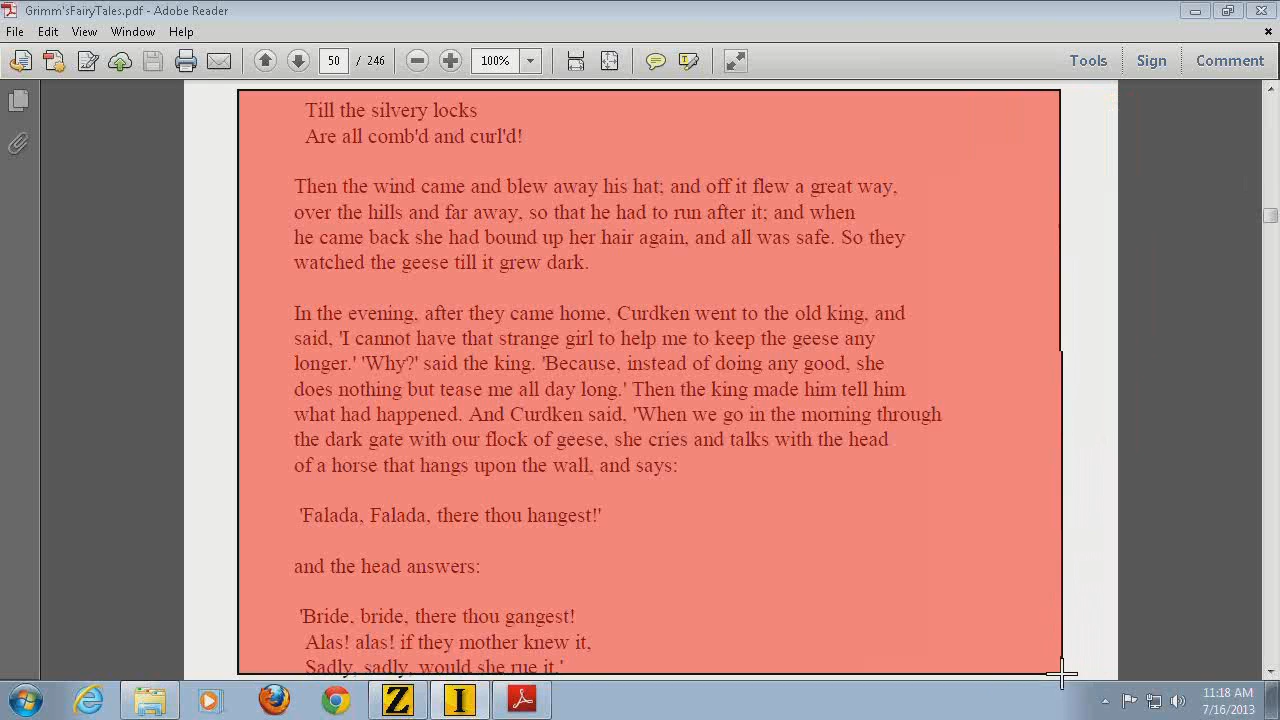 Grimm'sFairyTales.pdf - Adobe Reader
File Edit View Window Help
50 / 246 100% Tools Sign Comment
Till the silvery locks
Are all comb'd and curl'd!
Then the wind came and blew away his hat; and off it flew a great way,
over the hills and far away, so that he had to run after it; and when
he came back she had bound up her hair again, and all was safe. So they
watched the geese till it grew dark.
In the evening, after they came home, Curdken went to the old king, and
said, 'I cannot have that strange girl to help me to keep the geese any
longer.' 'Why?' said the king. 'Because, instead of doing any good, she
does nothing but tease me all day long.' Then the king made him tell him
what had happened. And Curdken said, 'When we go in the morning through
the dark gate with our flock of geese, she cries and talks with the head
of a horse that hangs upon the wall, and says:
'Falada, Falada, there thou hangest!'
and the head answers:
'Bride, bride, there thou gangest!
Alas! alas! if they mother knew it,
Sadly, sadly, would she rue it.'
Z I
11:18 AM
7/16/2013